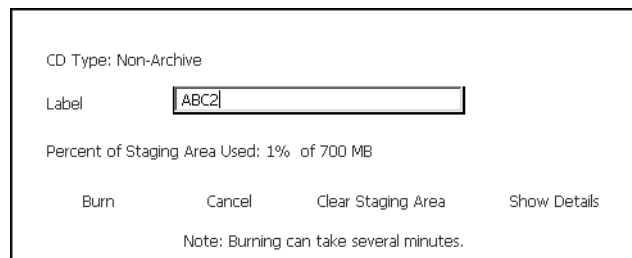 CD Type: Non-Archive
Label ABC2
Percent of Staging Area Used: 1% of 700 MB
Burn Cancel Clear Staging Area Show Details
Note: Burning can take several minutes.